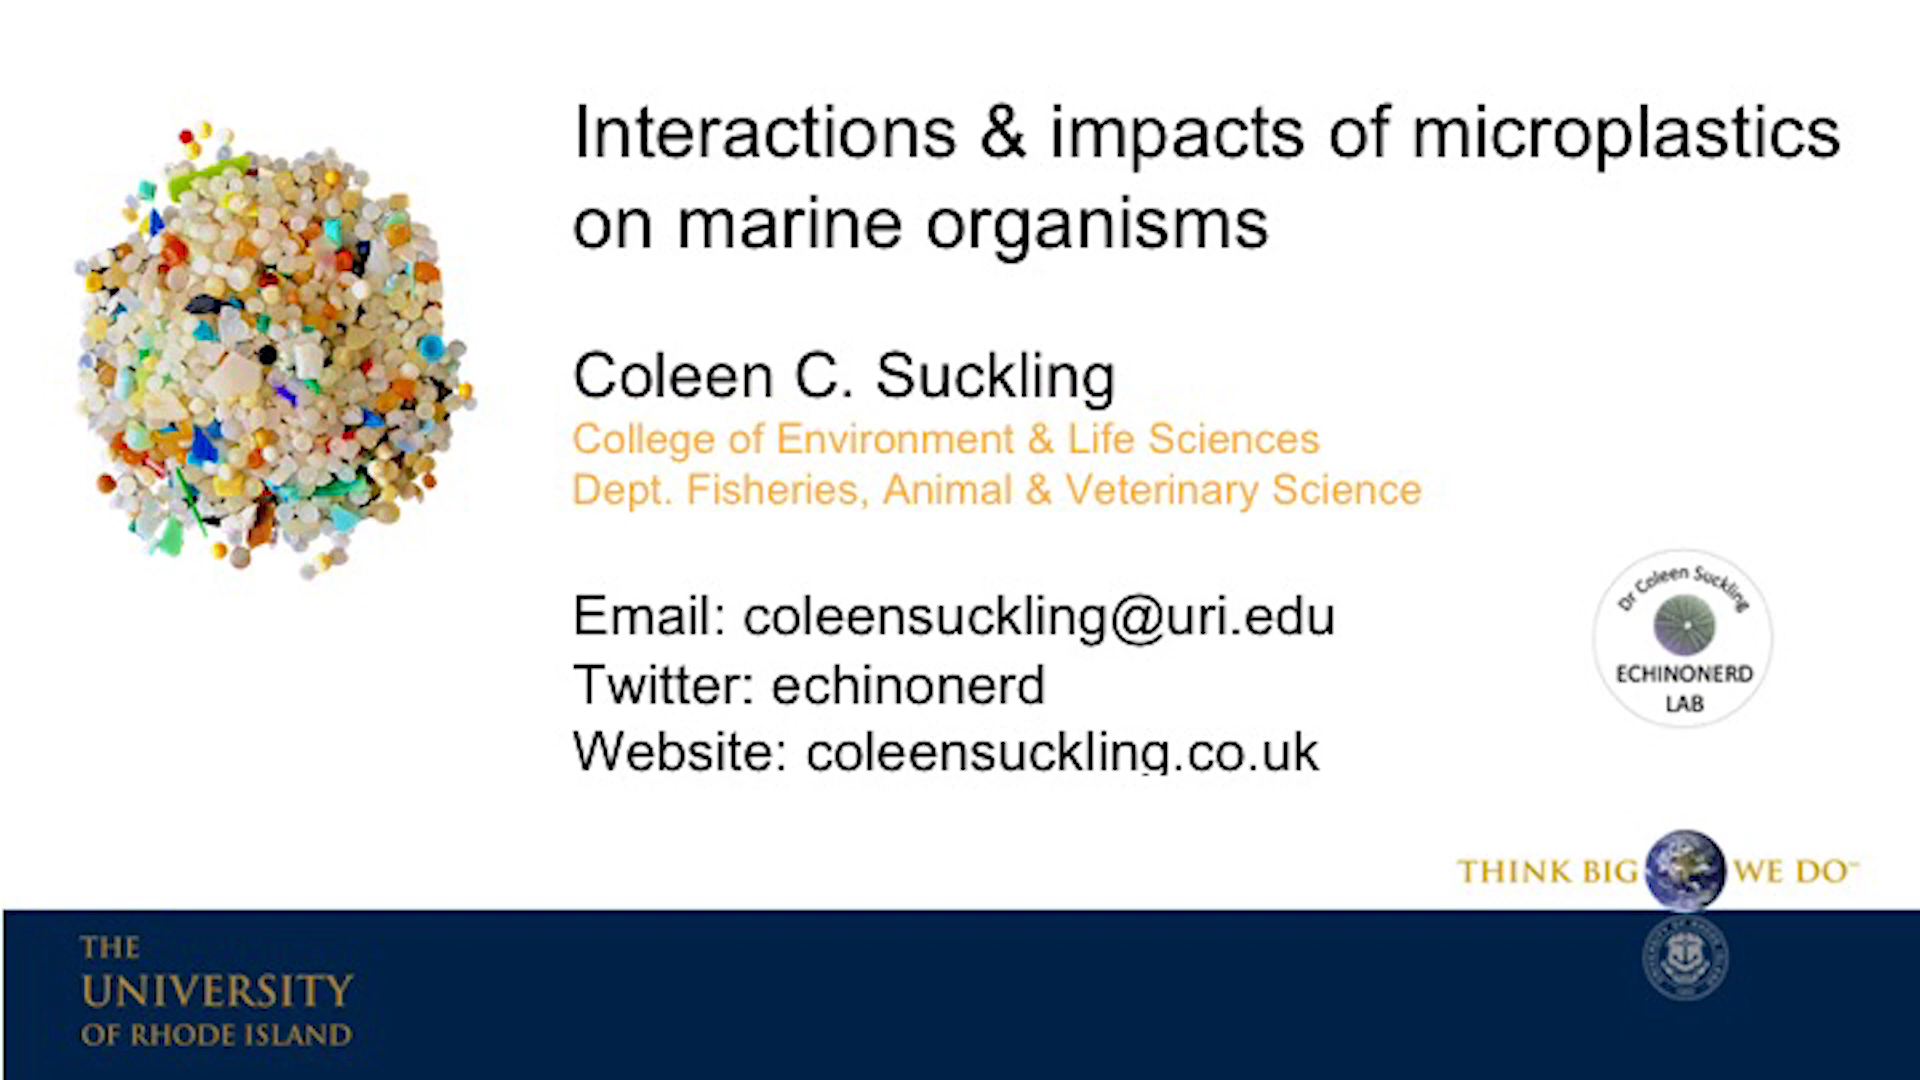 Interactions & impacts of microplastics
on marine organisms
Coleen C. Suckling
College of Environment & Life Sciences
Dept. Fisheries, Animal & Veterinary Science
Email: coleensuckling@uri.edu
Twitter: echinonerd
Website: coleensuckling.co.uk
Dr Coleen Suckling
ECHINONERD
LAB
THINK BIG WE DO™
THE
UNIVERSITY
OF RHODE ISLAND